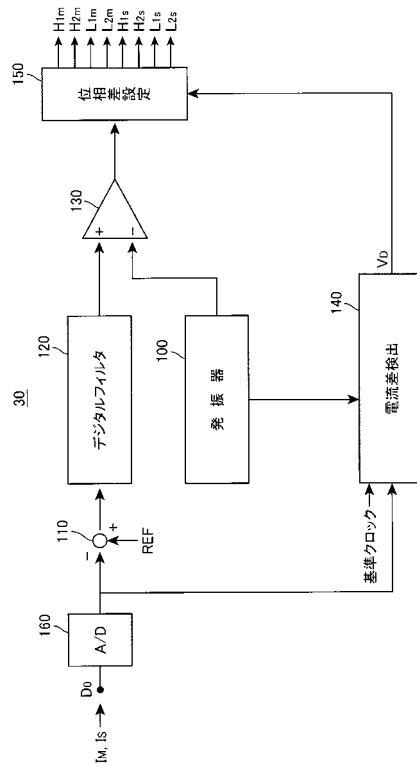 30
IM, IS
D0
160
A/D
110
−
+
REF
120
デジタルフィルタ
100
発振器
130
+
−
150
位相差設定
H1m
H2m
L1m
L2m
H1s
H2s
L1s
L2s
基準クロック
140
電流差検出
VD